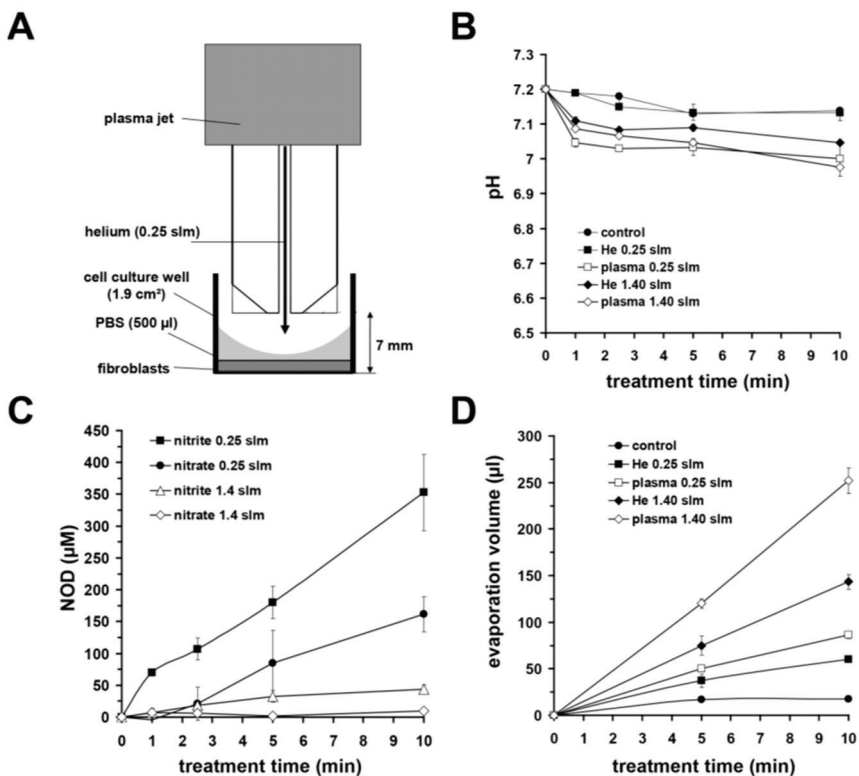 A
plasma jet
helium (0.25 slm)
cell culture well
(1.9 cm²)
PBS (500 µl)
7 mm
fibroblasts
B
7.3
7.2
7.1
7
6.9
6.8
6.7
6.6
6.5
pH
control
He 0.25 slm
plasma 0.25 slm
He 1.40 slm
plasma 1.40 slm
0 1 2 3 4 5 6 7 8 9 10
treatment time (min)
C
450
400
350
300
250
200
150
100
50
0
NOD (µM)
nitrite 0.25 slm
nitrate 0.25 slm
nitrite 1.4 slm
nitrate 1.4 slm
0 1 2 3 4 5 6 7 8 9 10
treatment time (min)
D
300
250
200
150
100
50
0
evaporation volume (µl)
control
He 0.25 slm
plasma 0.25 slm
He 1.40 slm
plasma 1.40 slm
0 1 2 3 4 5 6 7 8 9 10
treatment time (min)